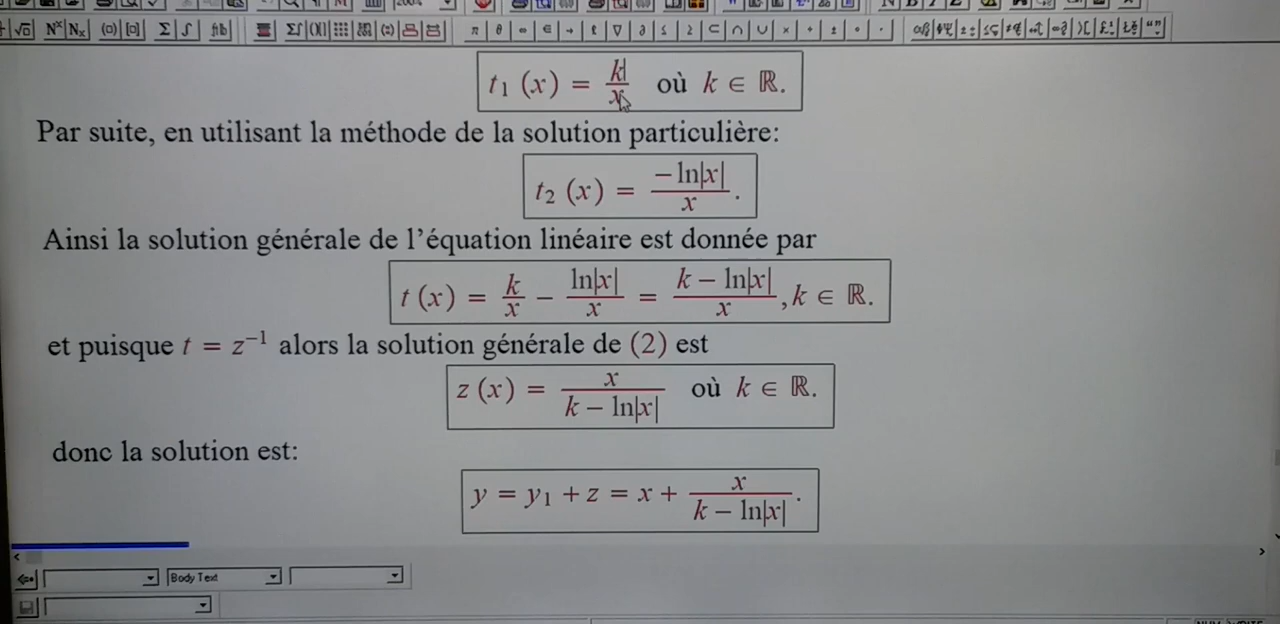 t₁ (x) = k/x où k ∈ ℝ.
Par suite, en utilisant la méthode de la solution particulière:
t₂ (x) = −ln|x|/x .
Ainsi la solution générale de l’équation linéaire est donnée par
t (x) = k/x − ln|x|/x = (k − ln|x|)/x , k ∈ ℝ.
et puisque t = z⁻¹ alors la solution générale de (2) est
z (x) = x/(k − ln|x|) où k ∈ ℝ.
donc la solution est:
y = y₁ + z = x + x/(k − ln|x|) .
Body Text